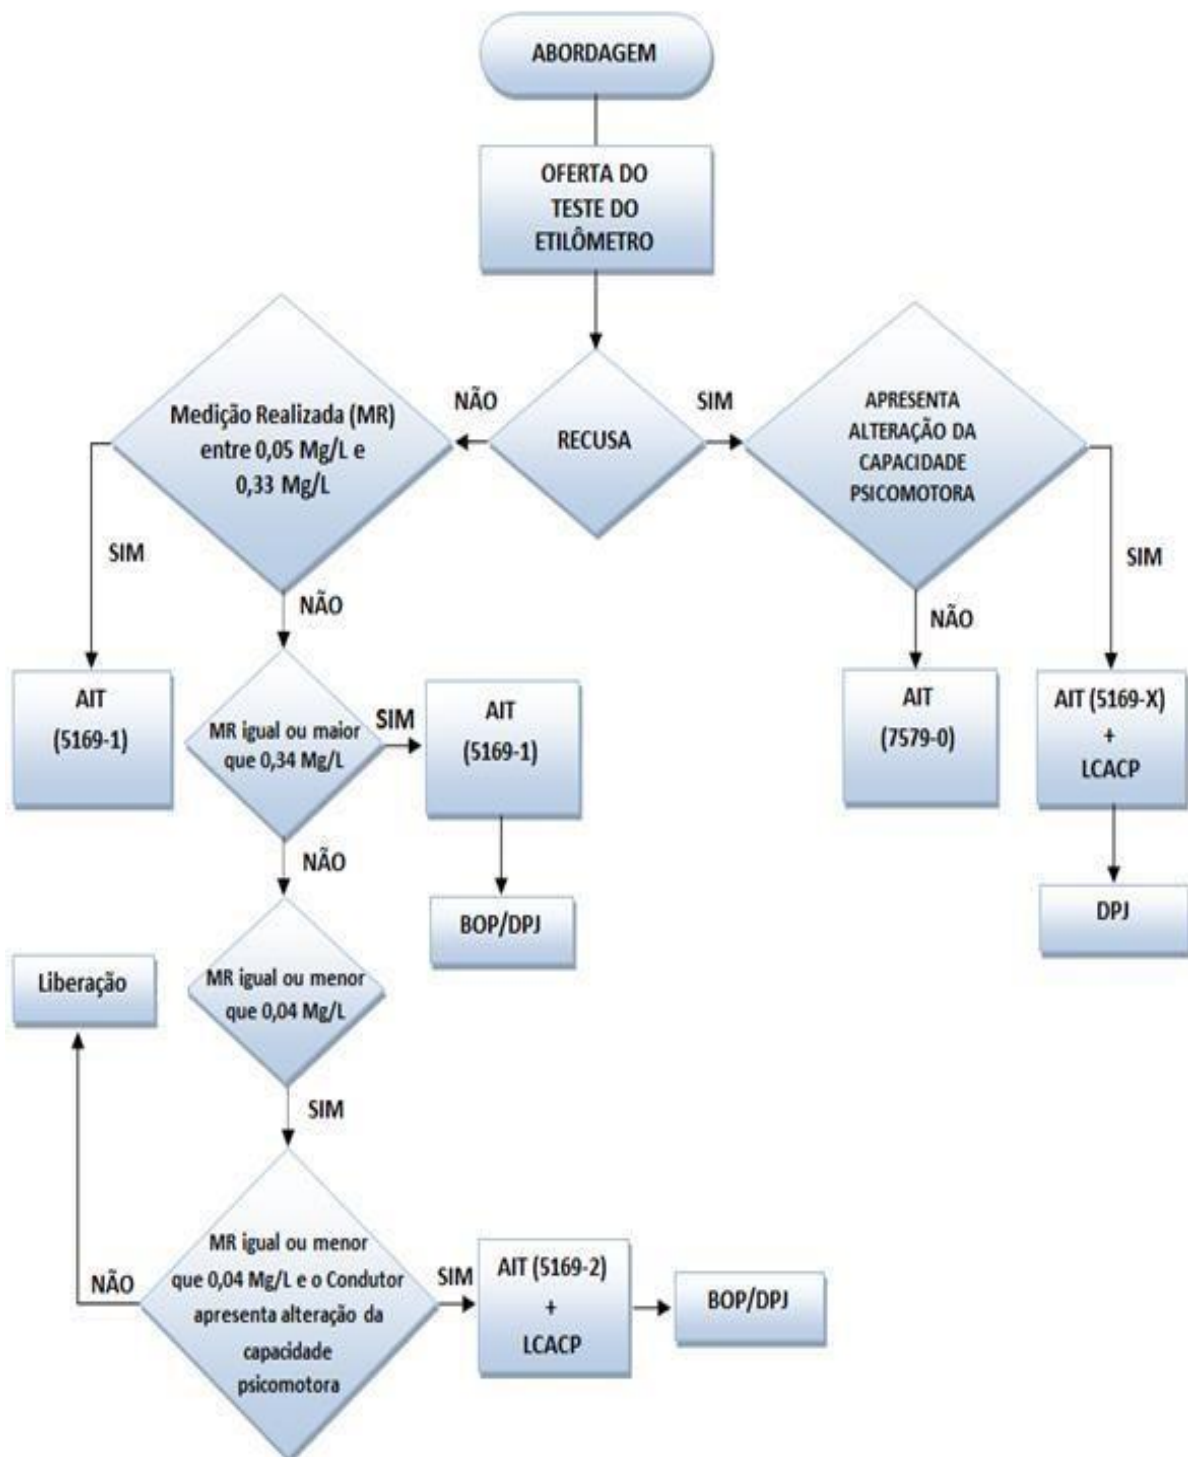 ABORDAGEM
OFERTA DO
TESTE DO
ETILÔMETRO
RECUSA
NÃO
SIM
Medição Realizada (MR)
entre 0,05 Mg/L e
0,33 Mg/L
APRESENTA
ALTERAÇÃO DA
CAPACIDADE
PSICOMOTORA
SIM
NÃO
NÃO
SIM
AIT
(5169-1)
MR igual ou maior
que 0,34 Mg/L
SIM
AIT
(5169-1)
AIT
(7579-0)
AIT (5169-X)
+
LCACP
NÃO
BOP/DPJ
DPJ
Liberação
MR igual ou menor
que 0,04 Mg/L
SIM
MR igual ou menor
que 0,04 Mg/L e o Condutor
apresenta alteração da
capacidade
psicomotora
NÃO
SIM
AIT (5169-2)
+
LCACP
BOP/DPJ